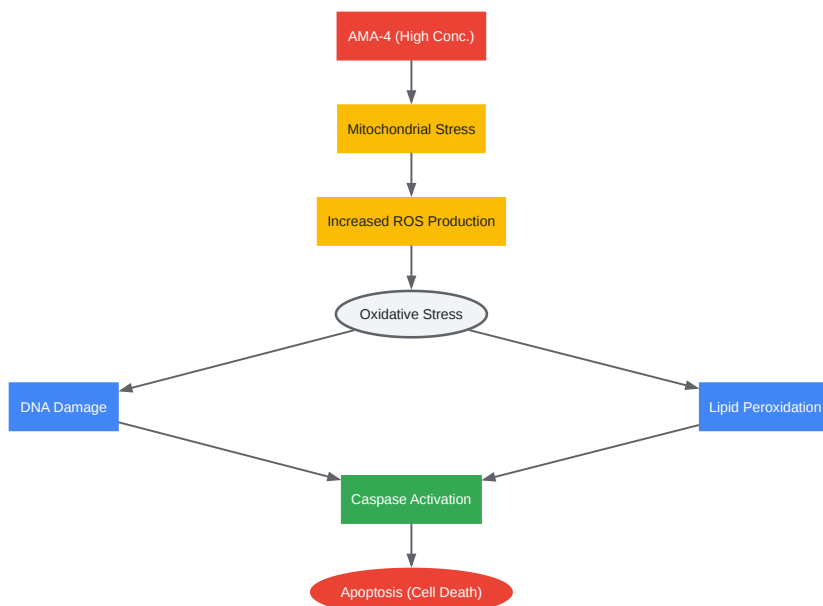 AMA-4 (High Conc.)
Mitochondrial Stress
Increased ROS Production
Oxidative Stress
DNA Damage
Lipid Peroxidation
Caspase Activation
Apoptosis (Cell Death)